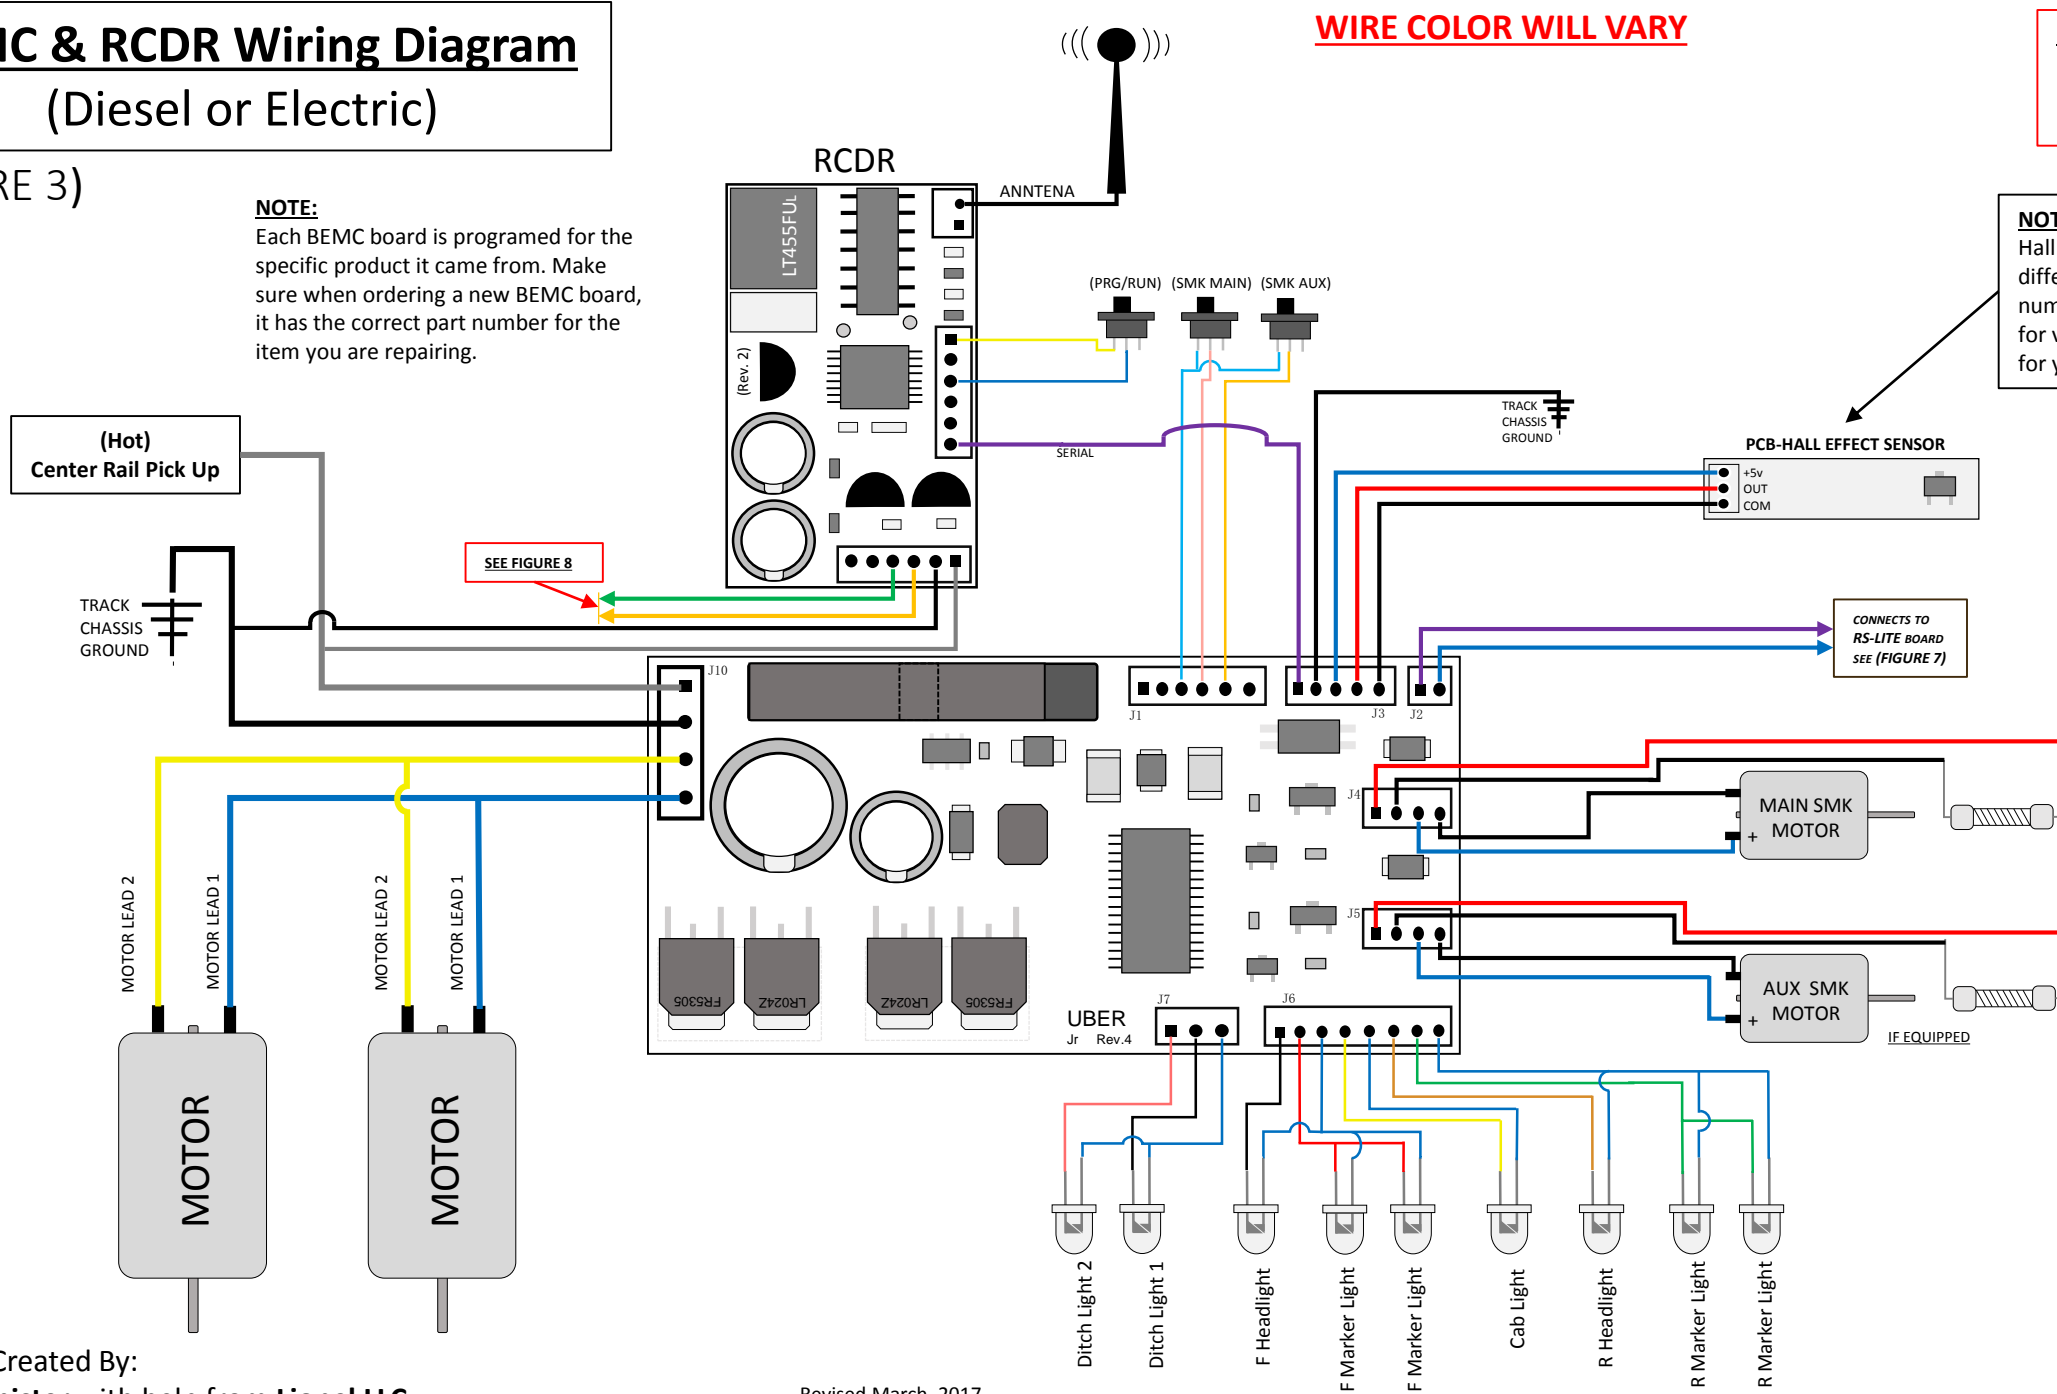 IC & RCDR Wiring Diagram
(Diesel or Electric)
RE 3)
WIRE COLOR WILL VARY
NOTE:
Each BEMC board is programed for the
specific product it came from. Make
sure when ordering a new BEMC board,
it has the correct part number for the
item you are repairing.
RCDR
ANNTENA
LT455FUL
(Rev. 2)
(PRG/RUN) (SMK MAIN) (SMK AUX)
SERIAL
TRACK
CHASSIS
GROUND
NOT
Hall
diffe
num
for v
for y
PCB-HALL EFFECT SENSOR
+5v
OUT
COM
(Hot)
Center Rail Pick Up
SEE FIGURE 8
TRACK
CHASSIS
GROUND
CONNECTS TO
RS-LITE BOARD
SEE (FIGURE 7)
J10
J1
J3
J2
J4
MAIN SMK
MOTOR
+
J5
AUX SMK
MOTOR
+
IF EQUIPPED
MOTOR LEAD 2
MOTOR LEAD 1
MOTOR LEAD 2
MOTOR LEAD 1
FR5305
LR024Z
LR024Z
FR5305
UBER
Jr Rev.4
J7
J6
MOTOR
MOTOR
Ditch Light 2
Ditch Light 1
F Headlight
F Marker Light
F Marker Light
Cab Light
R Headlight
R Marker Light
R Marker Light
Created By:
with help from Lionel LLC
Revised March, 2017